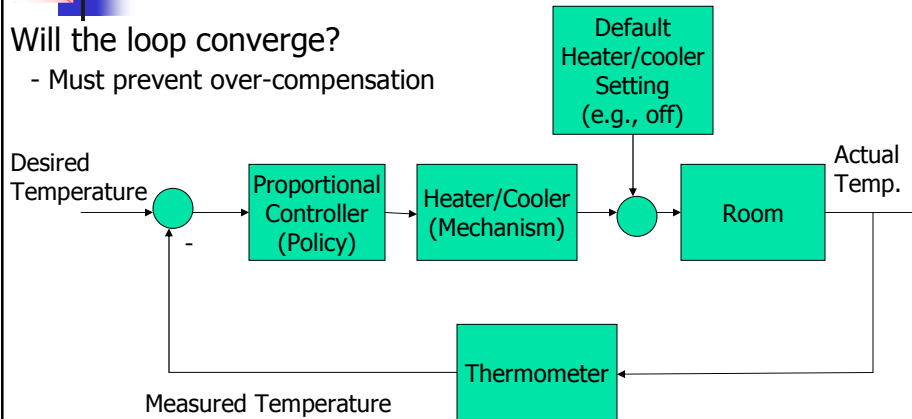 Will the loop converge?
- Must prevent over-compensation
Default
Heater/cooler
Setting
(e.g., off)
Desired
Temperature
-
Proportional
Controller
(Policy)
Heater/Cooler
(Mechanism)
Room
Actual
Temp.
Thermometer
Measured Temperature